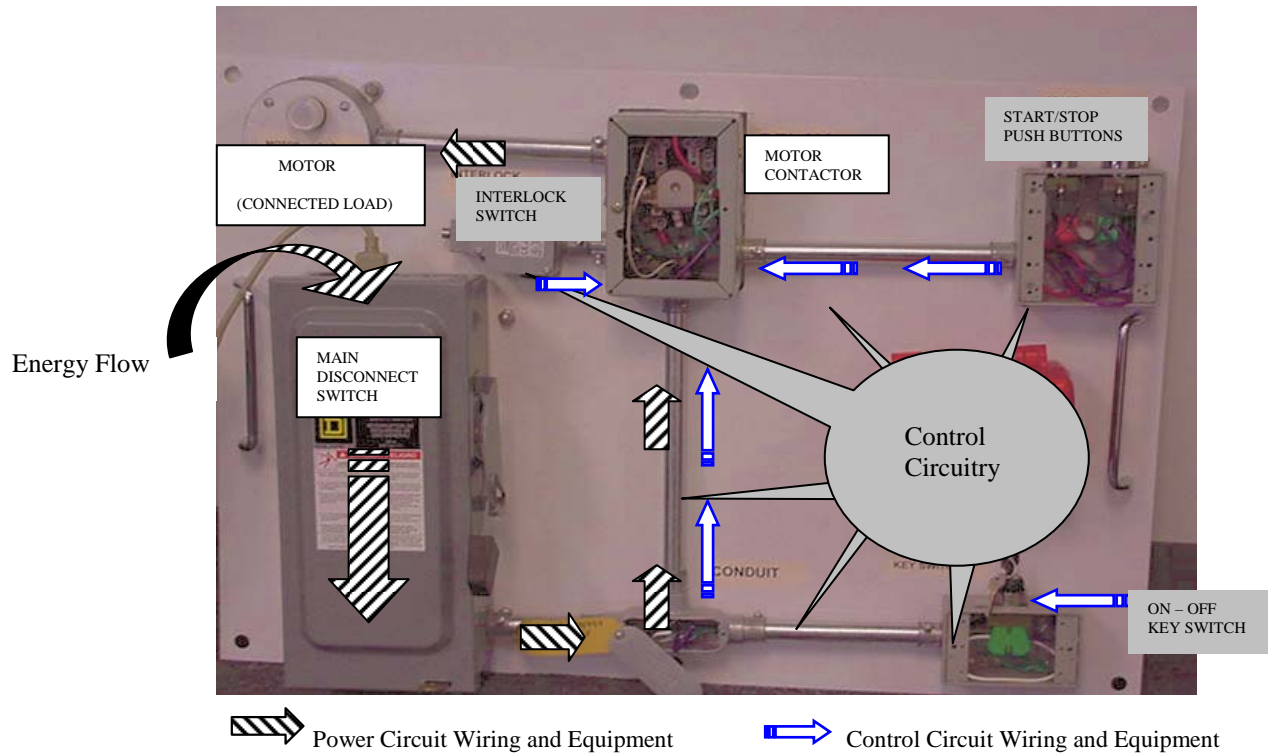 START/STOP
PUSH BUTTONS
MOTOR
(CONNECTED LOAD)
INTERLOCK
SWITCH
MOTOR
CONTACTOR
Energy Flow
MAIN
DISCONNECT
SWITCH
Control
Circuitry
CONDUIT
ON – OFF
KEY SWITCH
Power Circuit Wiring and Equipment
Control Circuit Wiring and Equipment